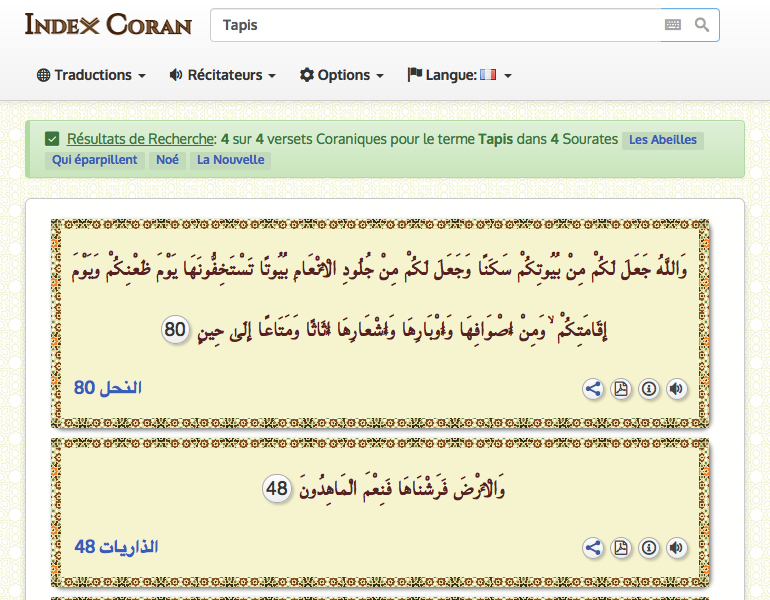 INDEX CORAN
Tapis
Traductions
Récitateurs
Options
Langue:
Résultats de Recherche: 4 sur 4 versets Coraniques pour le terme Tapis dans 4 Sourates Les Abeilles
Qui éparpillent Noé La Nouvelle
وَاللَّهُ جَعَلَ لَكُمْ مِنْ بُيُوتِكُمْ سَكَنًا وَجَعَلَ لَكُمْ مِنْ جُلُودِ الْأَنْعَامِ بُيُوتًا تَسْتَخِفُّونَهَا يَوْمَ ظَعْنِكُمْ وَيَوْمَ
إِقَامَتِكُمْ ۙ وَمِنْ أَصْوَافِهَا وَأَوْبَارِهَا وَأَشْعَارِهَا أَثَاثًا وَمَتَاعًا إِلَىٰ حِينٍ 80
النحل 80
وَالْأَرْضَ فَرَشْنَاهَا فَنِعْمَ الْمَاهِدُونَ 48
الذاريات 48